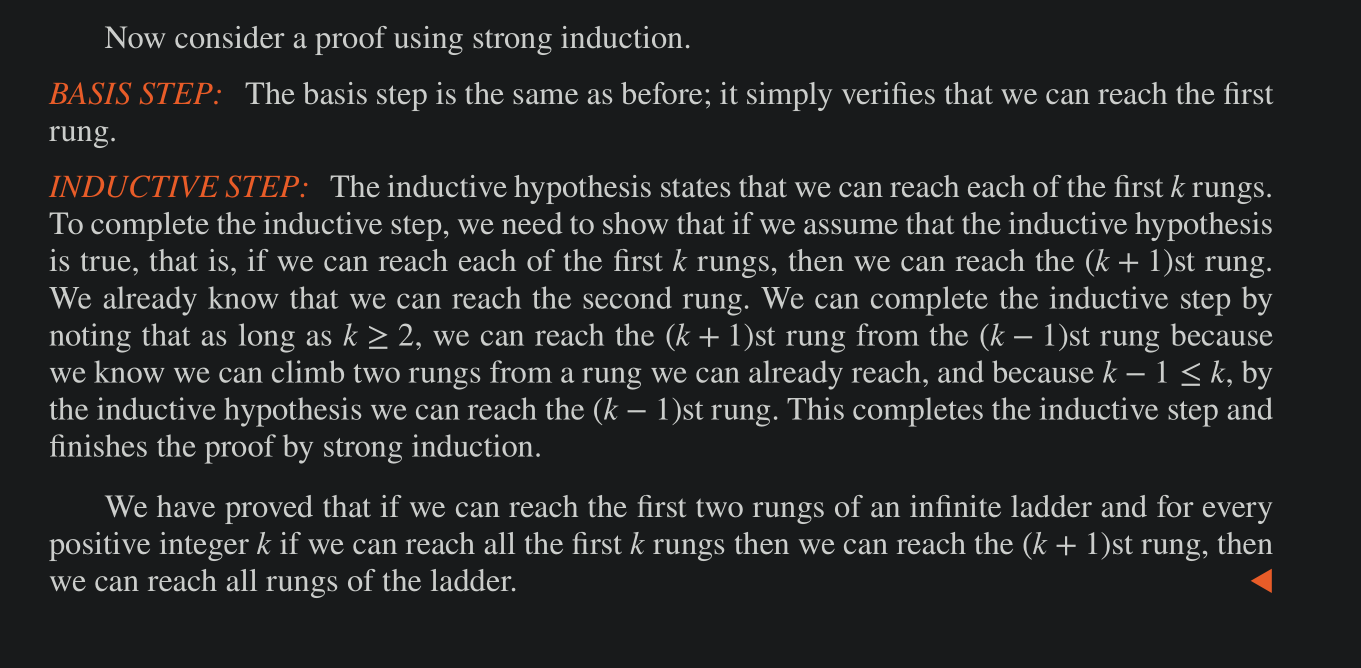 Now consider a proof using strong induction.
BASIS STEP: The basis step is the same as before; it simply verifies that we can reach the first
rung.
INDUCTIVE STEP: The inductive hypothesis states that we can reach each of the first k rungs.
To complete the inductive step, we need to show that if we assume that the inductive hypothesis
is true, that is, if we can reach each of the first k rungs, then we can reach the (k + 1)st rung.
We already know that we can reach the second rung. We can complete the inductive step by
noting that as long as k ≥ 2, we can reach the (k + 1)st rung from the (k − 1)st rung because
we know we can climb two rungs from a rung we can already reach, and because k − 1 ≤ k, by
the inductive hypothesis we can reach the (k − 1)st rung. This completes the inductive step and
finishes the proof by strong induction.
We have proved that if we can reach the first two rungs of an infinite ladder and for every
positive integer k if we can reach all the first k rungs then we can reach the (k + 1)st rung, then
we can reach all rungs of the ladder.